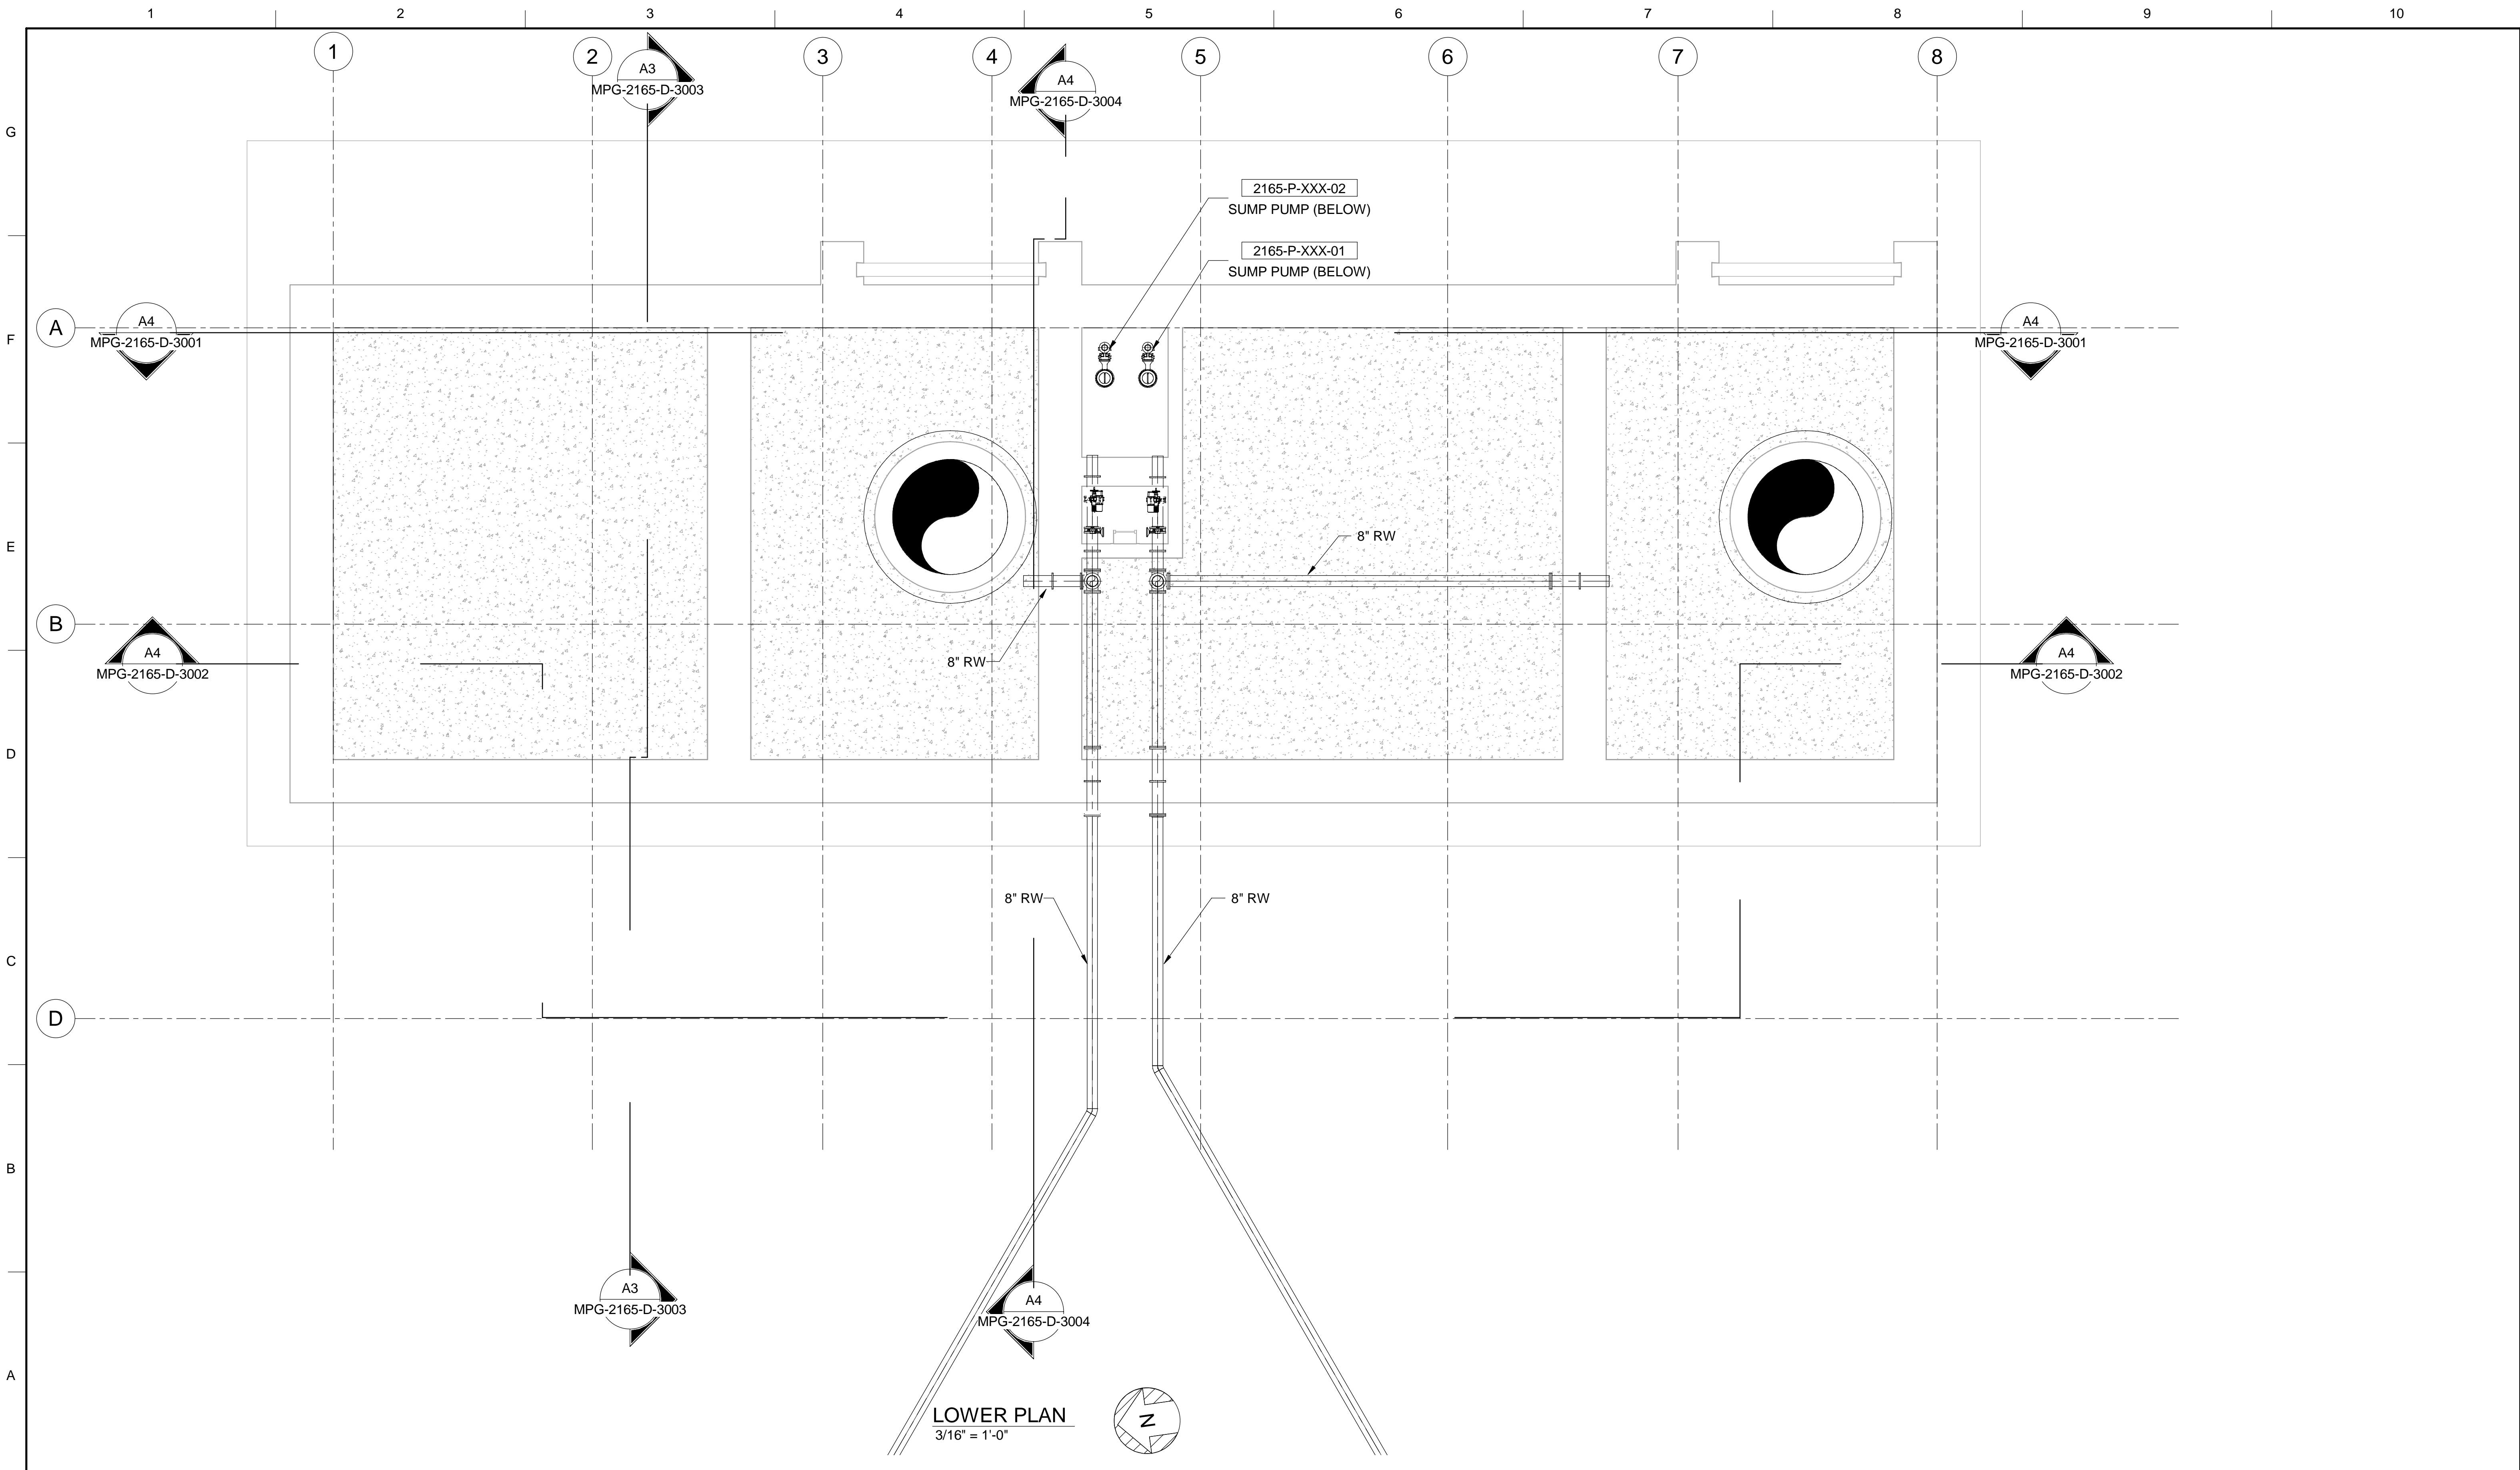 1 2 3 4 5 6 7 8 9 10
1 2 3 4 5 6 7 8
A3
MPG-2165-D-3003
A4
MPG-2165-D-3004
G
2165-P-XXX-02
SUMP PUMP (BELOW)
2165-P-XXX-01
SUMP PUMP (BELOW)
A
F
A4
MPG-2165-D-3001
A4
MPG-2165-D-3001
E
8" RW
B
A4
MPG-2165-D-3002
8" RW
A4
MPG-2165-D-3002
D
8" RW
8" RW
C
D
B
A3
MPG-2165-D-3003
A4
MPG-2165-D-3004
A
LOWER PLAN
3/16" = 1'-0"
N